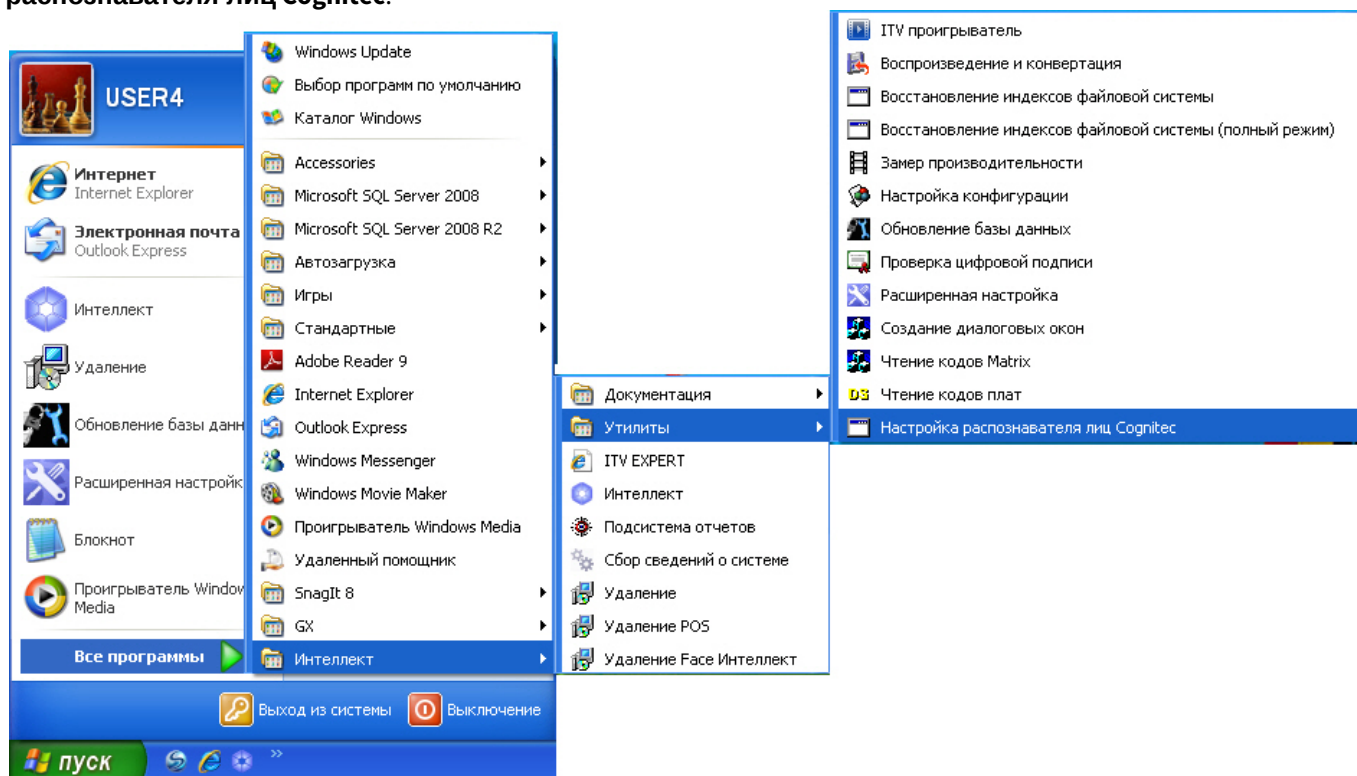 распознавателя лиц Cognitec.
USER4
Интернет
Internet Explorer
Электронная почта
Outlook Express
Интеллект
Удаление
Обновление базы данн
Расширенная настройк
Блокнот
Проигрыватель Window
Media
Все программы
Windows Update
Выбор программ по умолчанию
Каталог Windows
Accessories
Microsoft SQL Server 2008
Microsoft SQL Server 2008 R2
Автозагрузка
Игры
Стандартные
Adobe Reader 9
Internet Explorer
Outlook Express
Windows Messenger
Windows Movie Maker
Проигрыватель Windows Media
Удаленный помощник
SnagIt 8
GX
Интеллект
Документация
Утилиты
ITV EXPERT
Интеллект
Подсистема отчетов
Сбор сведений о системе
Удаление
Удаление POS
Удаление Face Интеллект
ITV проигрыватель
Воспроизведение и конвертация
Восстановление индексов файловой системы
Восстановление индексов файловой системы (полный режим)
Замер производительности
Настройка конфигурации
Обновление базы данных
Проверка цифровой подписи
Расширенная настройка
Создание диалоговых окон
Чтение кодов Matrix
Чтение кодов плат
Настройка распознавателя лиц Cognitec
Выход из системы
Выключение
пуск